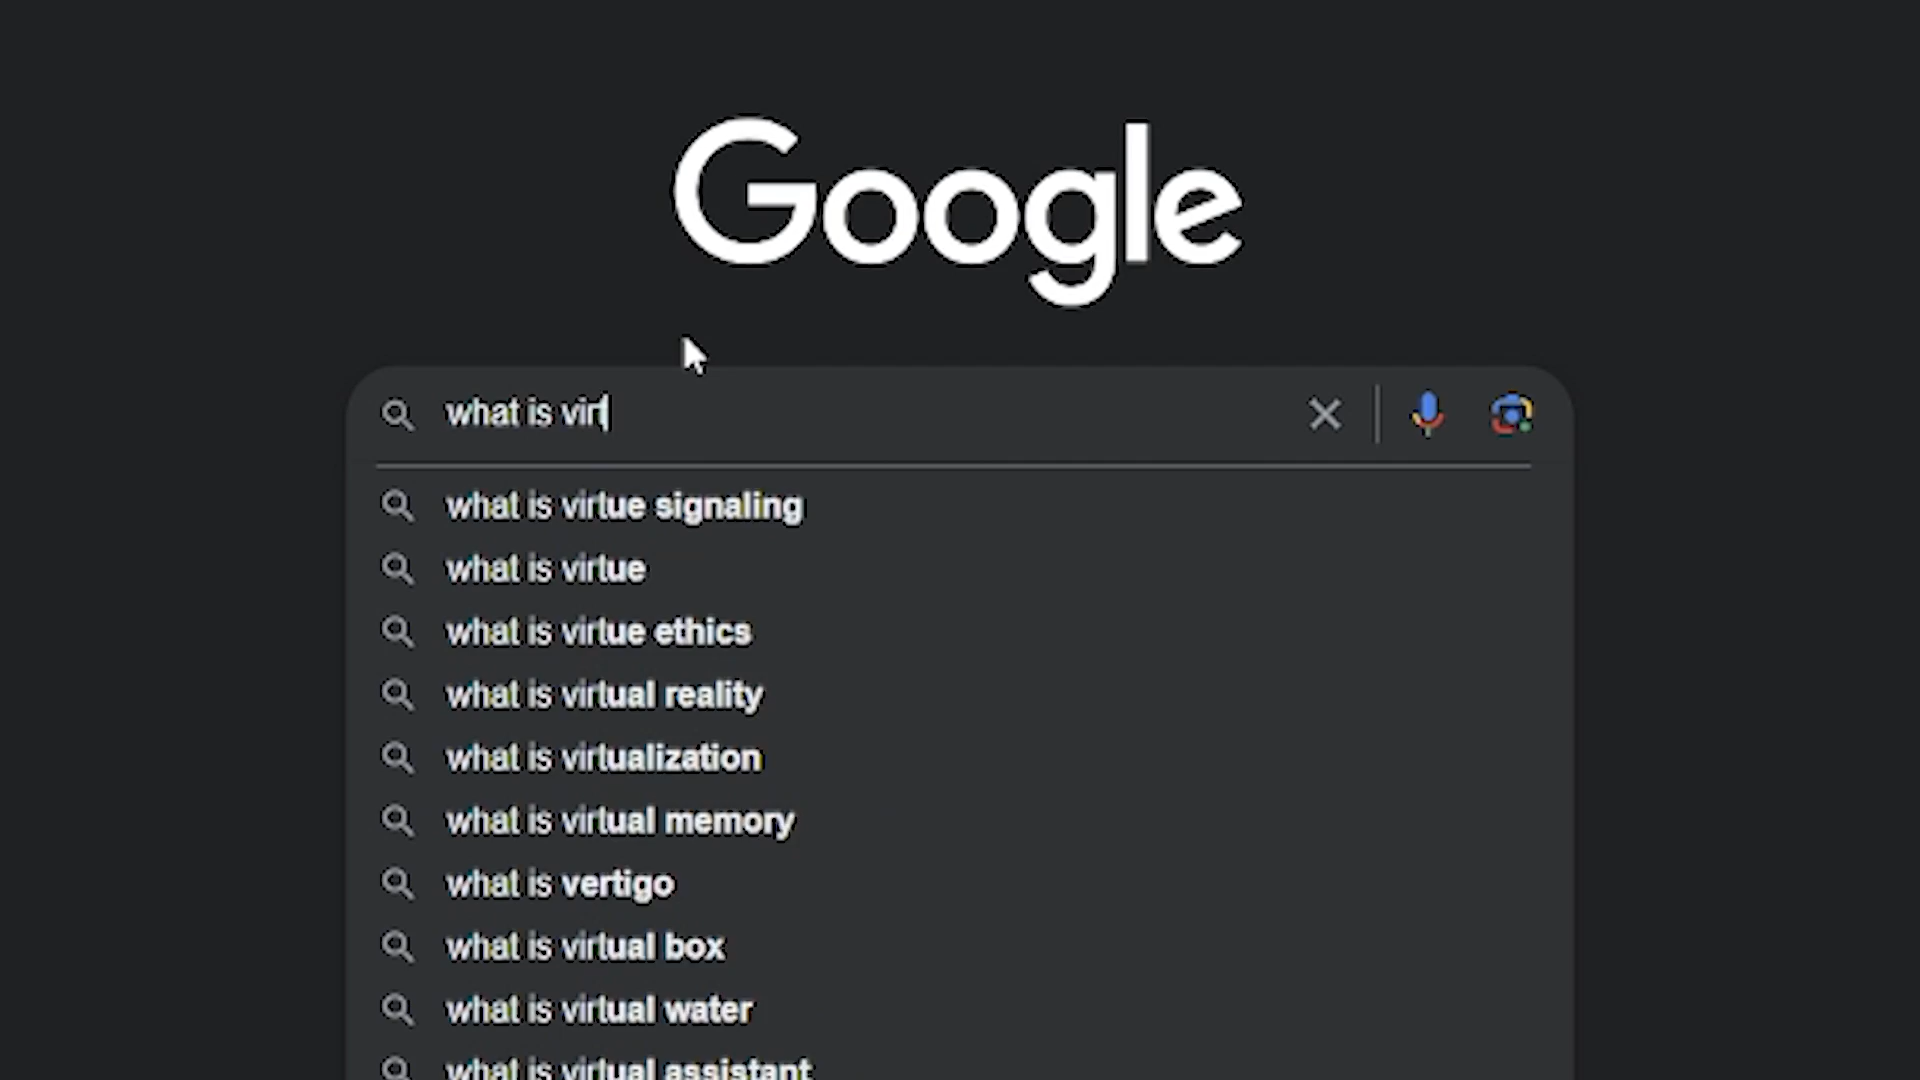 Google
what is virt
what is virtue signaling
what is virtue
what is virtue ethics
what is virtual reality
what is virtualization
what is virtual memory
what is vertigo
what is virtual box
what is virtual water
what is virtual assistant